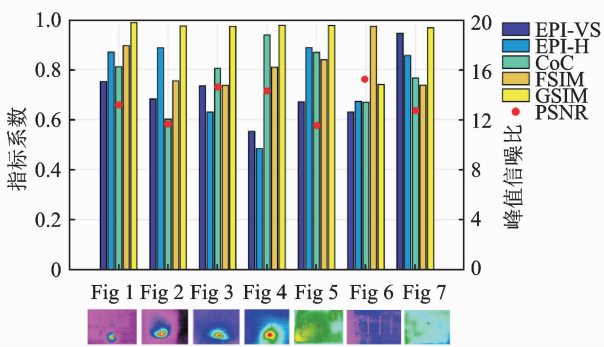 指标系数
1.0
0.8
0.6
0.4
0.2
0
20
16
12
8
4
0
峰值信噪比
EPI-VS
EPI-H
CoC
FSIM
GSIM
PSNR
Fig 1 Fig 2 Fig 3 Fig 4 Fig 5 Fig 6 Fig 7